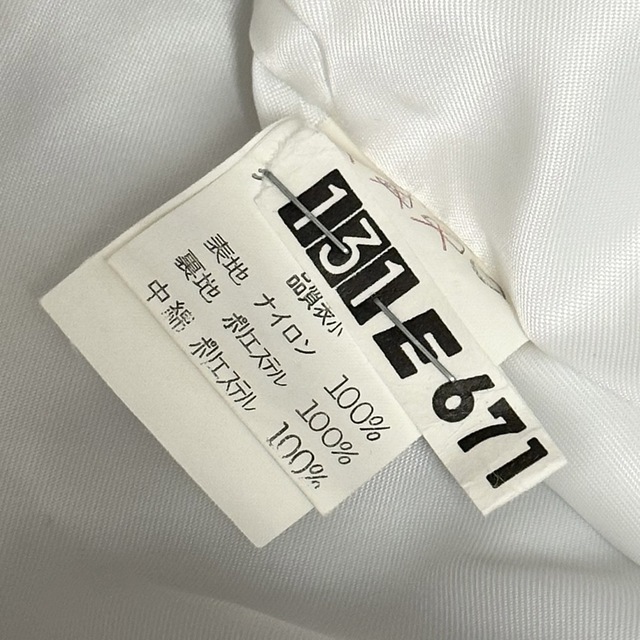 131E671
品質表示
表地 ナイロン 100%
裏地 ポリエステル 100%
中綿 ポリエステル 100%